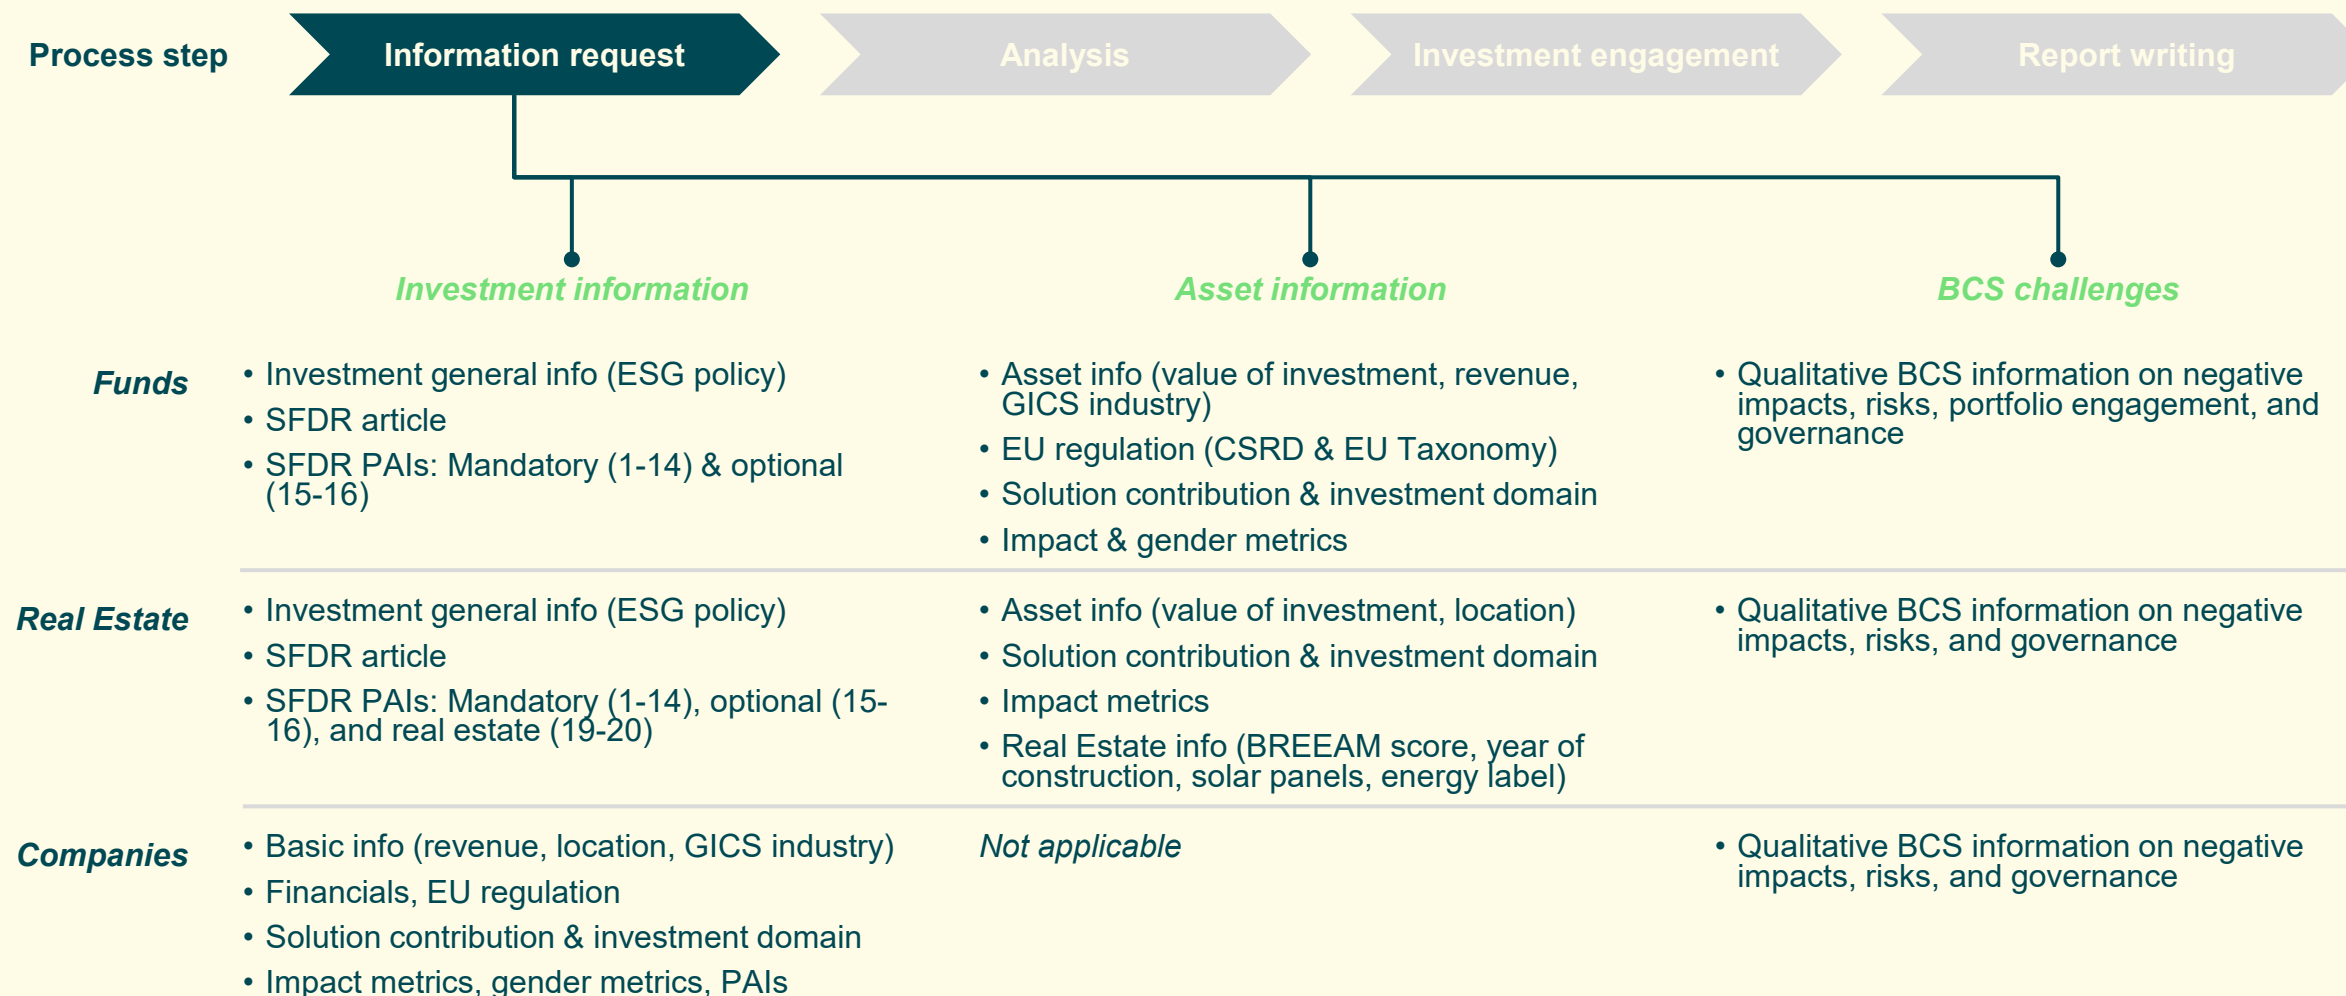 Process step
Information request
Analysis
Investment engagement
Report writing
Investment information
Asset information
BCS challenges
Funds
• Investment general info (ESG policy)
• SFDR article
• SFDR PAIs: Mandatory (1-14) & optional
(15-16)
• Asset info (value of investment, revenue,
GICS industry)
• EU regulation (CSRD & EU Taxonomy)
• Solution contribution & investment domain
• Impact & gender metrics
• Qualitative BCS information on negative
impacts, risks, portfolio engagement, and
governance
Real Estate
• Investment general info (ESG policy)
• SFDR article
• SFDR PAIs: Mandatory (1-14), optional (15-
16), and real estate (19-20)
• Asset info (value of investment, location)
• Solution contribution & investment domain
• Impact metrics
• Real Estate info (BREEAM score, year of
construction, solar panels, energy label)
• Qualitative BCS information on negative
impacts, risks, and governance
Companies
• Basic info (revenue, location, GICS industry)
• Financials, EU regulation
• Solution contribution & investment domain
• Impact metrics, gender metrics, PAIs
Not applicable
• Qualitative BCS information on negative
impacts, risks, and governance